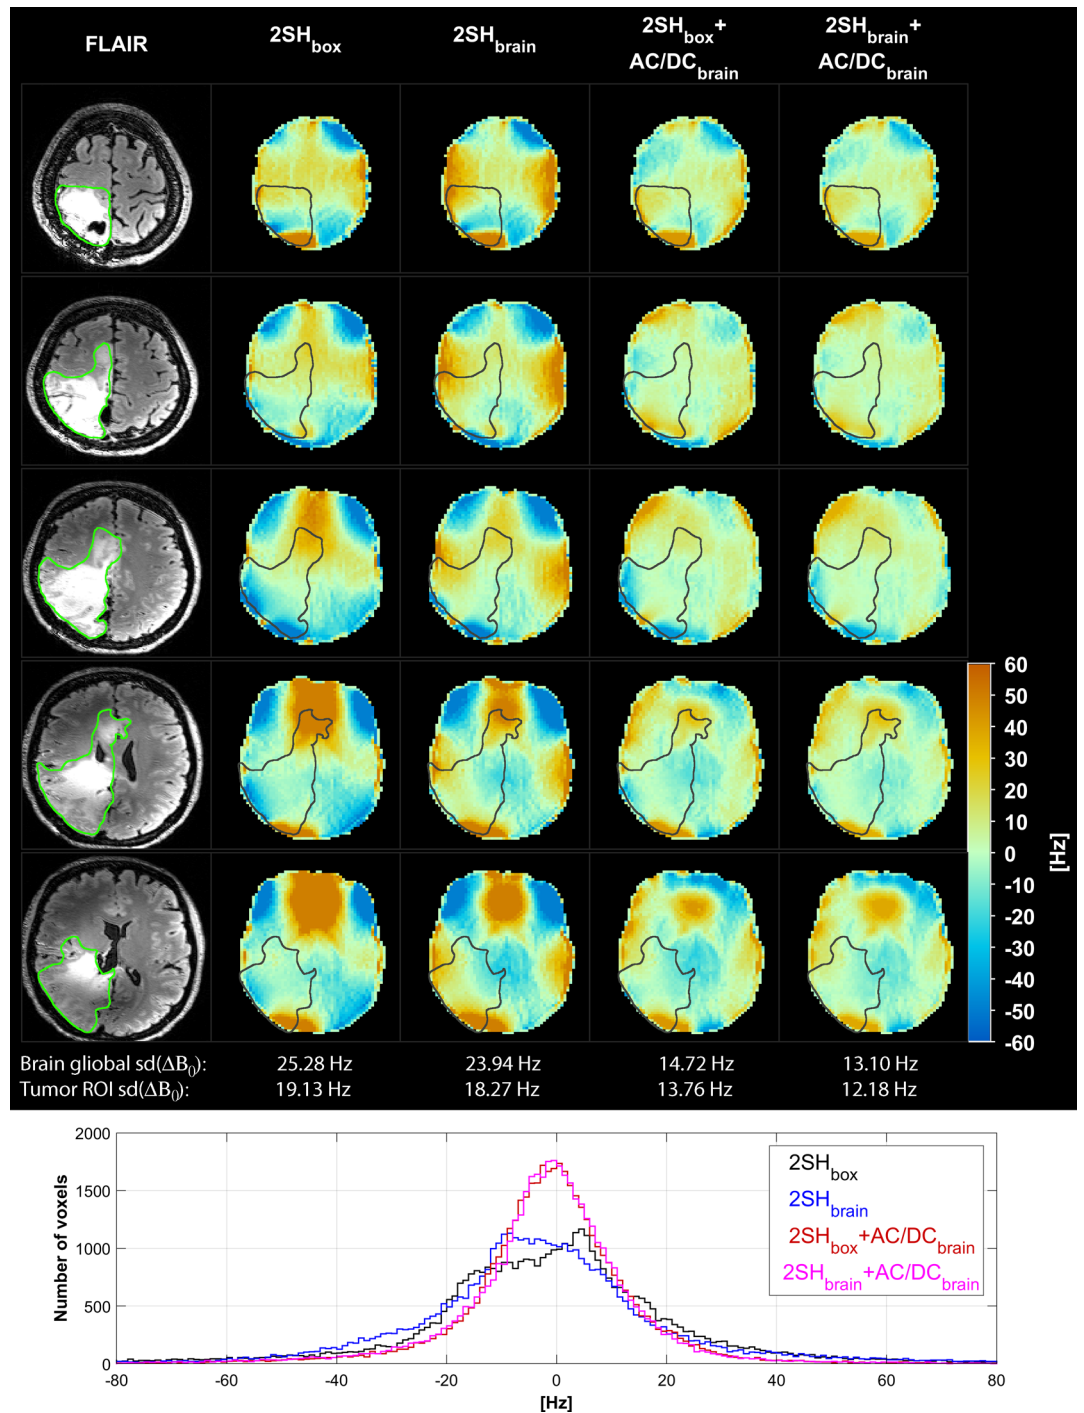 FLAIR
2SHbox
2SHbrain
2SHbox+
AC/DCbrain
2SHbrain+
AC/DCbrain
60
50
40
30
20
10
0
-10
-20
-30
-40
-50
-60
[Hz]
Brain gliobal sd(ΔB0): 25.28 Hz 23.94 Hz 14.72 Hz 13.10 Hz
Tumor ROI sd(ΔB0): 19.13 Hz 18.27 Hz 13.76 Hz 12.18 Hz
2000
1500
1000
500
0
Number of voxels
2SHbox
2SHbrain
2SHbox+AC/DCbrain
2SHbrain+AC/DCbrain
-80 -60 -40 -20 0 20 40 60 80
[Hz]